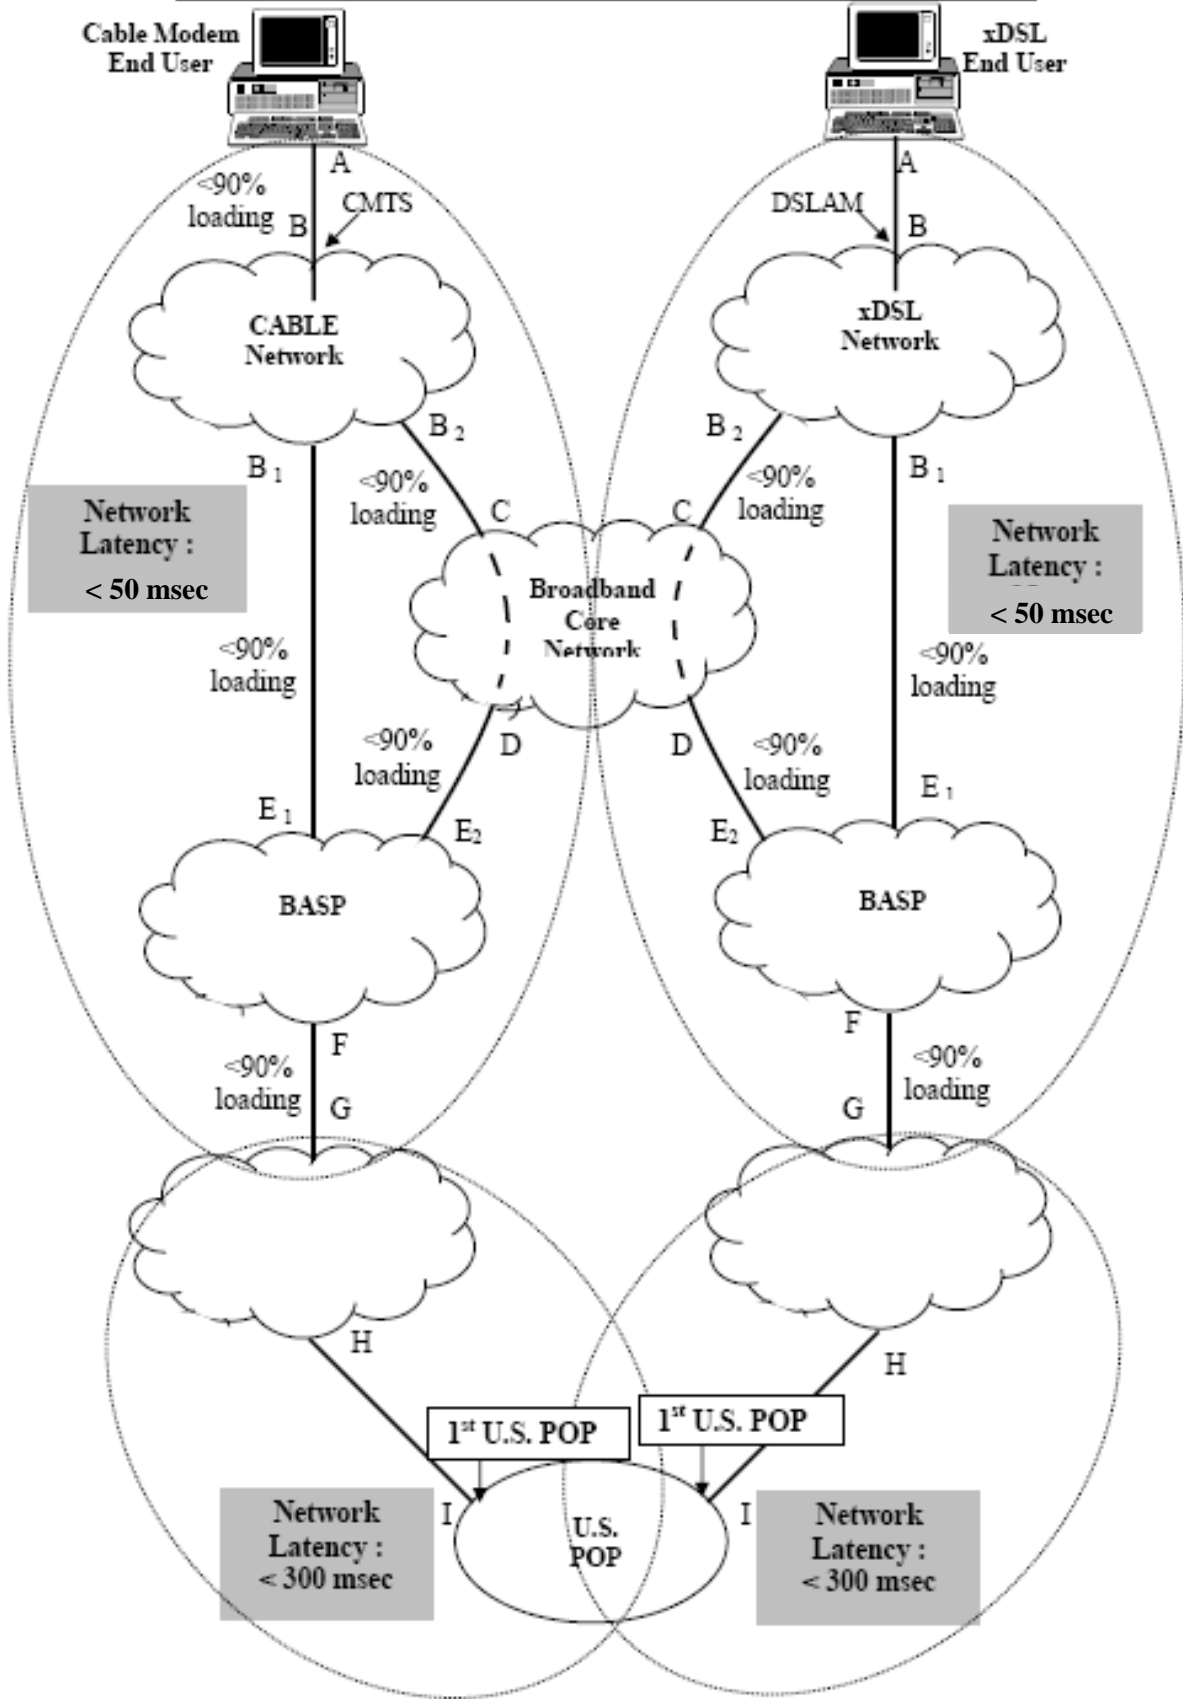 Cable Modem
End User
xDSL
End User
A
A
<90%
loading
B
CMTS
DSLAM
B
CABLE
Network
xDSL
Network
B 2
B 2
B 1
B 1
<90%
loading
<90%
loading
C
C
Network
Latency :
< 50 msec
Network
Latency :
< 50 msec
Broadband
Core
Network
<90%
loading
<90%
loading
D
D
<90%
loading
<90%
loading
E 1
E2
E2
E 1
BASP
BASP
F
F
<90%
loading
<90%
loading
G
G
H
H
1st U.S. POP
1st U.S. POP
I
I
U.S.
POP
Network
Latency :
< 300 msec
Network
Latency :
< 300 msec